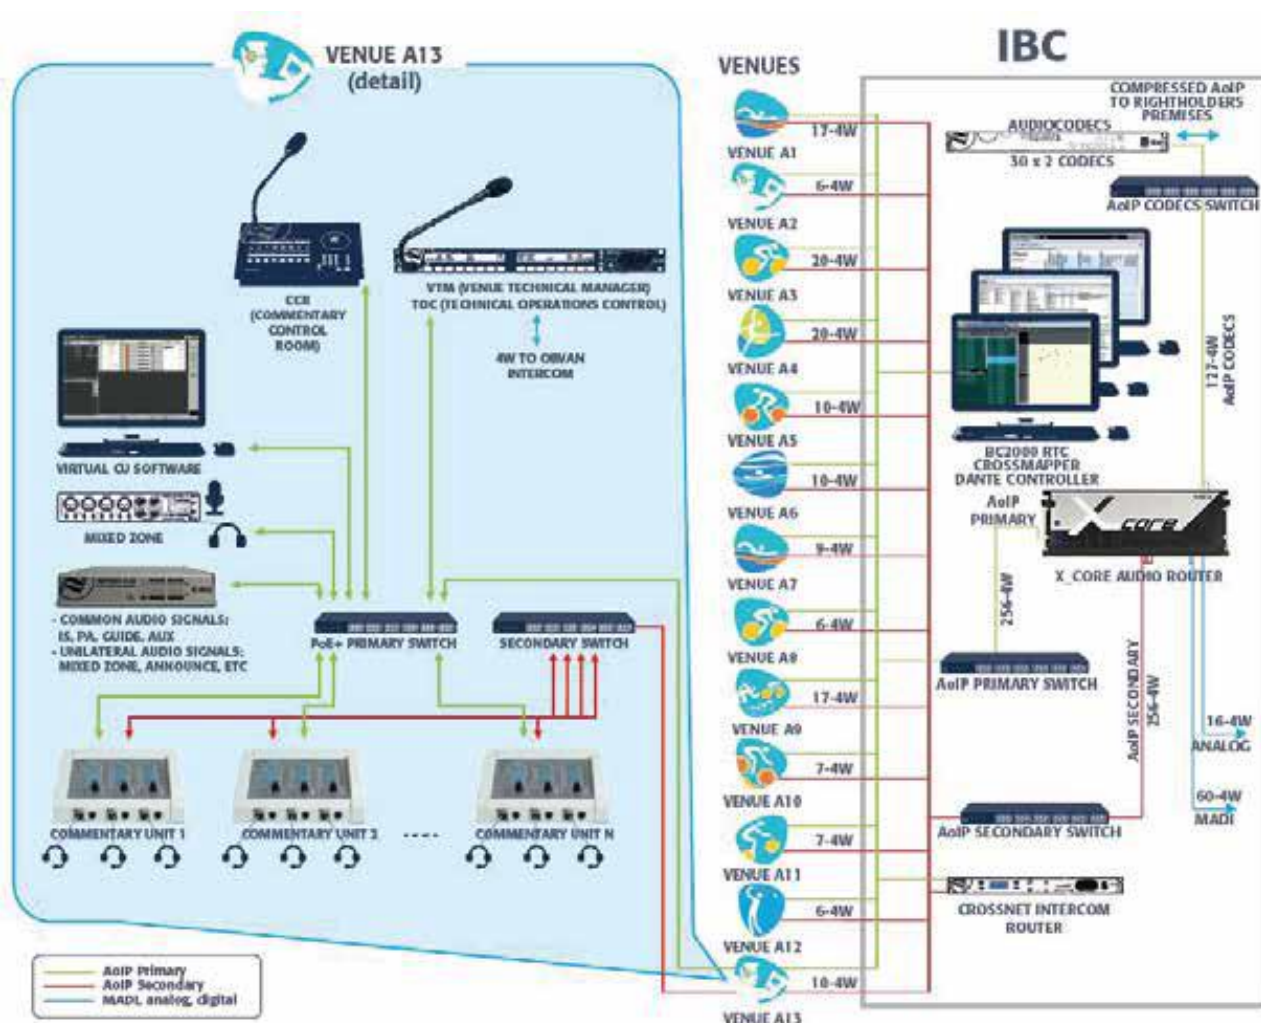 VENUE A13
(detail)
CCR
(COMMENTARY
CONTROL
ROOM)
VTM (VENUE TECHNICAL MANAGER)
TOC (TECHNICAL OPERATIONS CONTROL)
4W TO OBVAN
INTERCOM
VIRTUAL CU SOFTWARE
MIXED ZONE
- COMMON AUDIO SIGNALS:
IS, PA, GUIDE, AUX
- UNILATERAL AUDIO SIGNALS:
MIXED ZONE, ANNOUNCE, ETC
PoE+ PRIMARY SWITCH
SECONDARY SWITCH
COMMENTARY UNIT 1
COMMENTARY UNIT 2
....
COMMENTARY UNIT N
AoIP Primary
AoIP Secondary
MADI, analog, digital
VENUES
17-4W
VENUE A1
6-4W
VENUE A2
20-4W
VENUE A3
20-4W
VENUE A4
10-4W
VENUE A5
10-4W
VENUE A6
9-4W
VENUE A7
6-4W
VENUE A8
17-4W
VENUE A9
7-4W
VENUE A10
7-4W
VENUE A11
6-4W
VENUE A12
10-4W
VENUE A13
IBC
COMPRESSED AoIP
TO RIGHTHOLDERS
PREMISES
AUDIOCODECS
30 x 2 CODECS
AoIP CODECS SWITCH
127-4W
AoIP CODECS
BC2000 RTC
CROSSMAPPER
DANTE CONTROLLER
AoIP
PRIMARY
X core
X_CORE AUDIO ROUTER
256-4W
AoIP PRIMARY SWITCH
AoIP SECONDARY
256-4W
16-4W
ANALOG
60-4W
MADI
AoIP SECONDARY SWITCH
CROSSNET INTERCOM
ROUTER